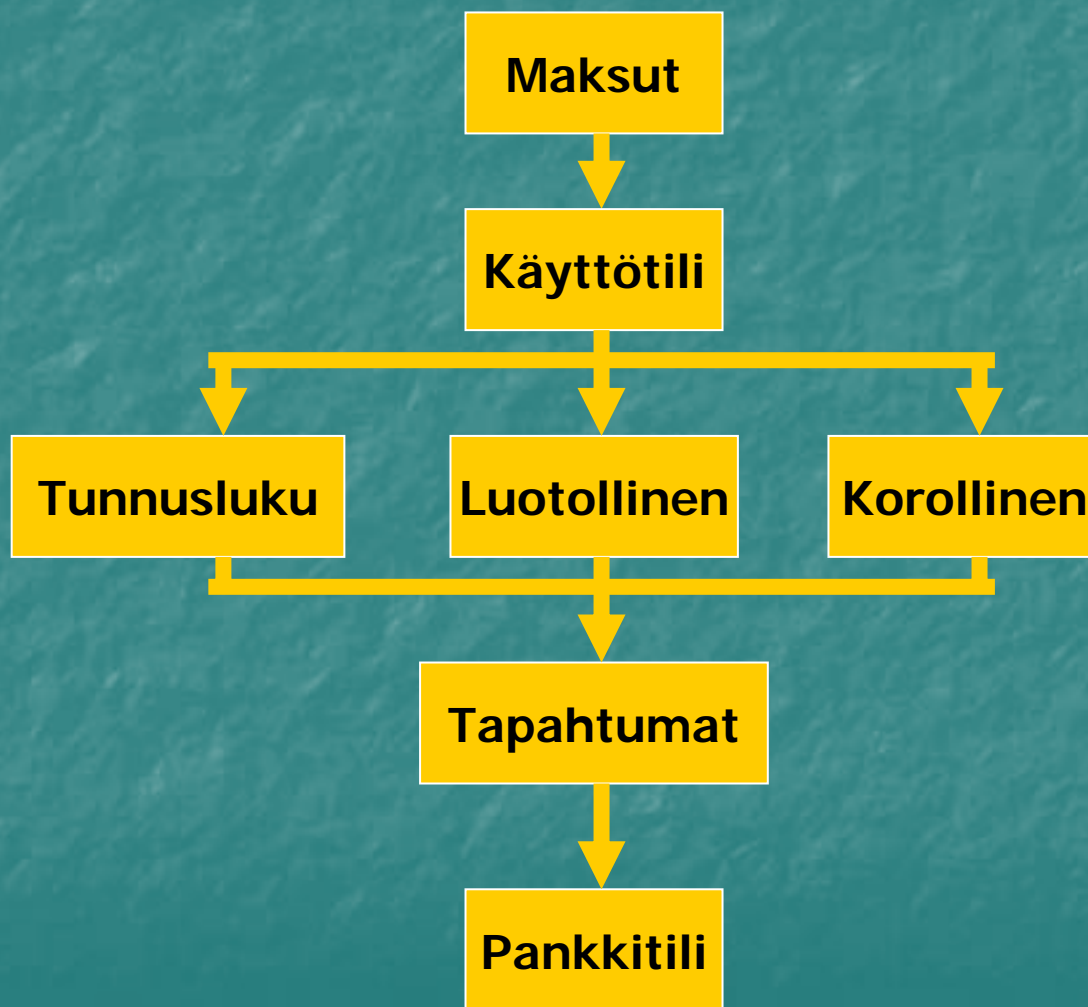 Maksut
Käyttötili
Tunnusluku
Luotollinen
Korollinen
Tapahtumat
Pankkitili